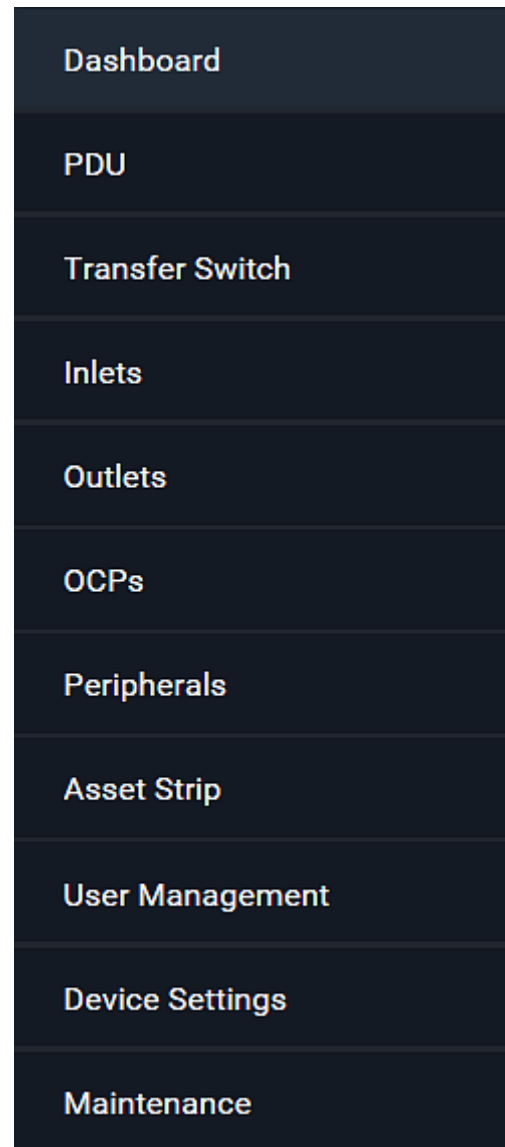 Dashboard
PDU
Transfer Switch
Inlets
Outlets
OCPs
Peripherals
Asset Strip
User Management
Device Settings
Maintenance